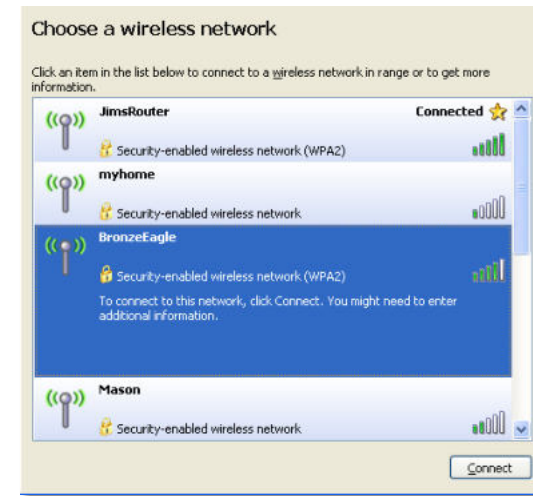 Choose a wireless network
Click an item in the list below to connect to a wireless network in range or to get more
information.
JimsRouter Connected
Security-enabled wireless network (WPA2)
myhome
Security-enabled wireless network
BronzeEagle
Security-enabled wireless network (WPA2)
To connect to this network, click Connect. You might need to enter
additional information.
Mason
Security-enabled wireless network
Connect